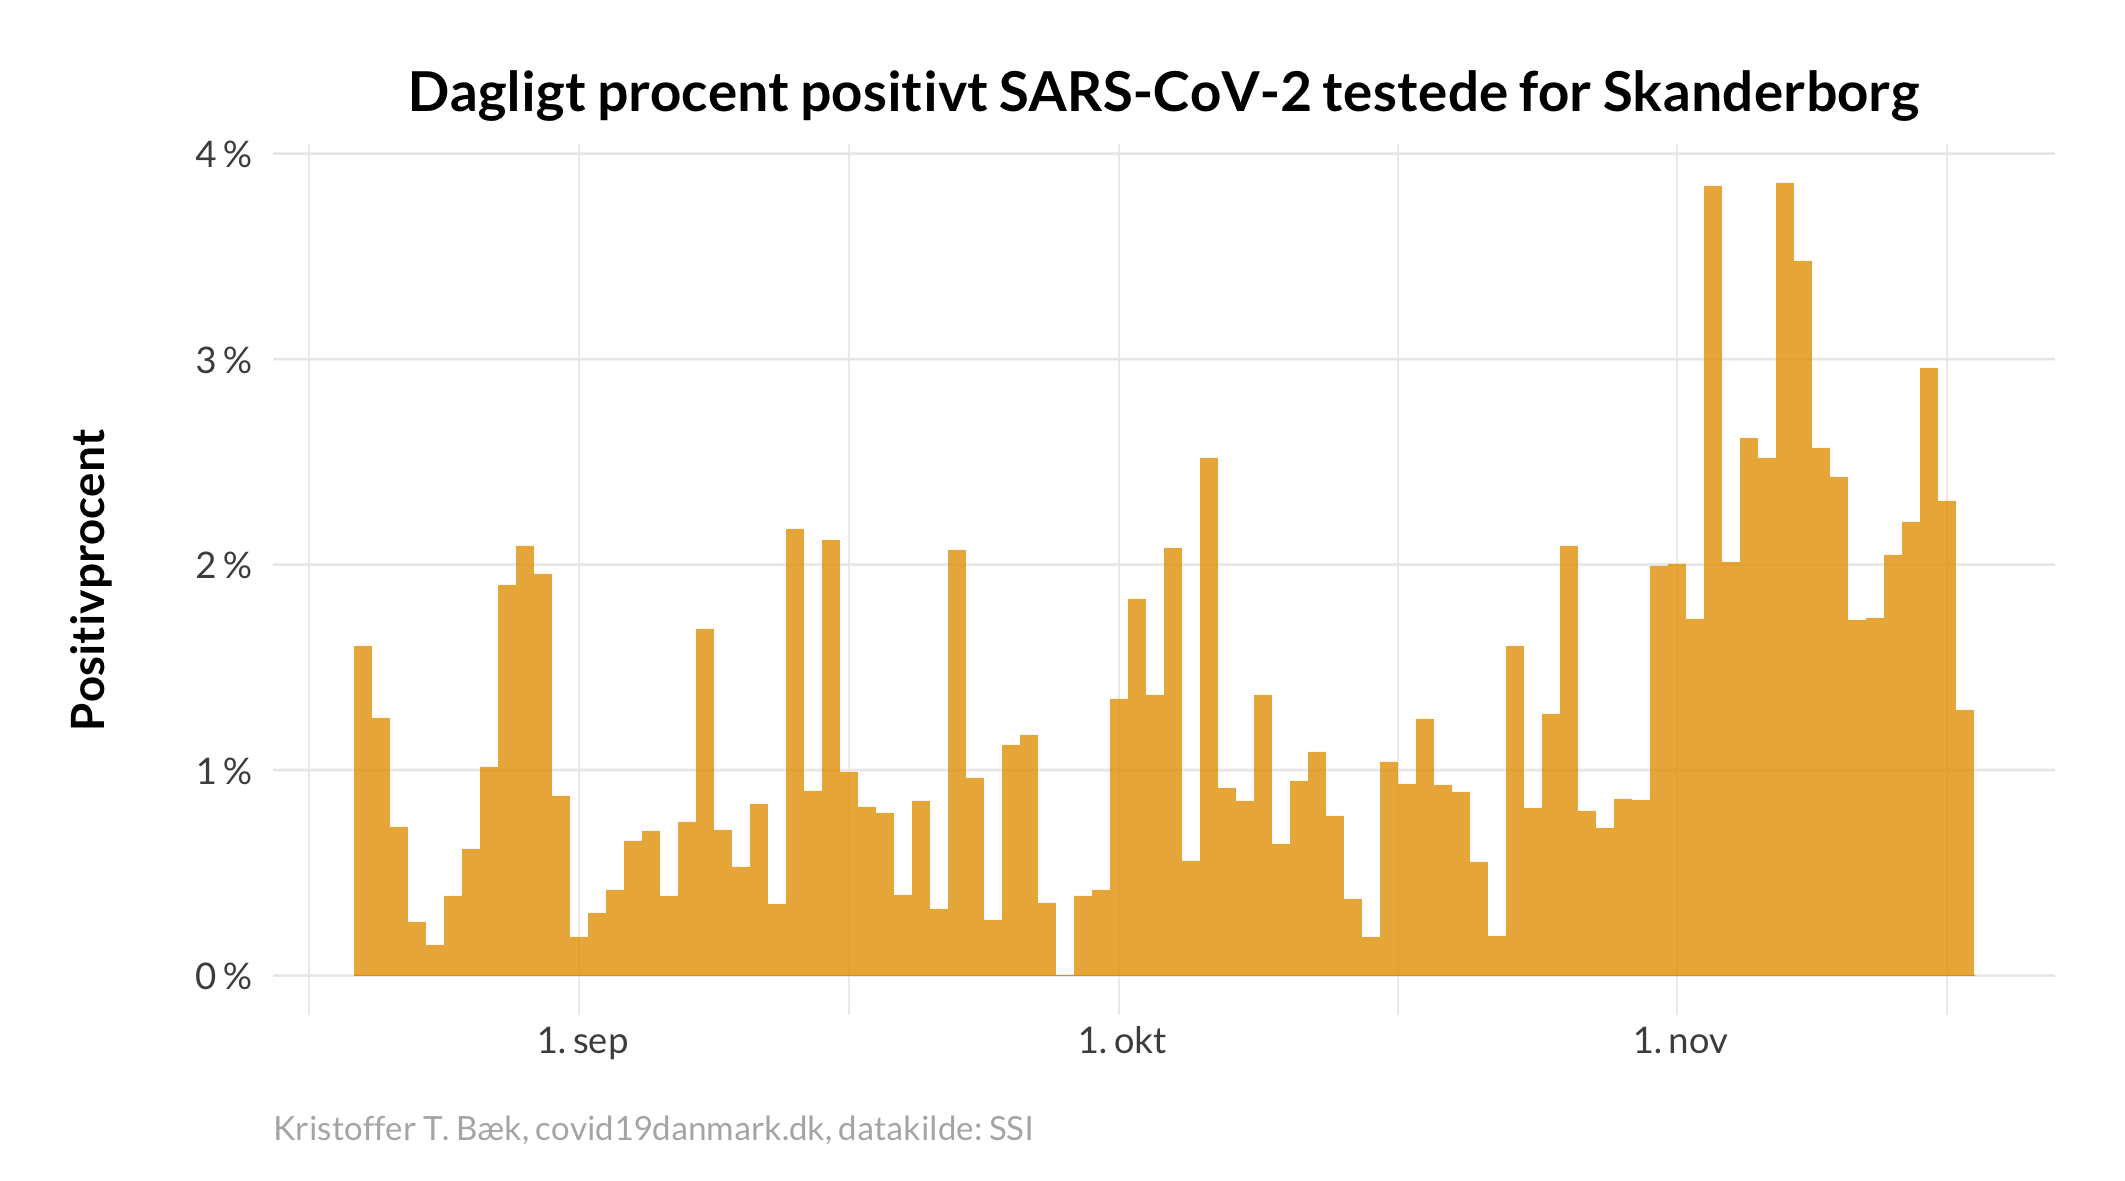 Dagligt procent positivt SARS-CoV-2 testede for Skanderborg
Positivprocent
4 %
3 %
2 %
1 %
0 %
1. sep
1. okt
1. nov
Kristoffer T. Bæk, covid19danmark.dk, datakilde: SSI